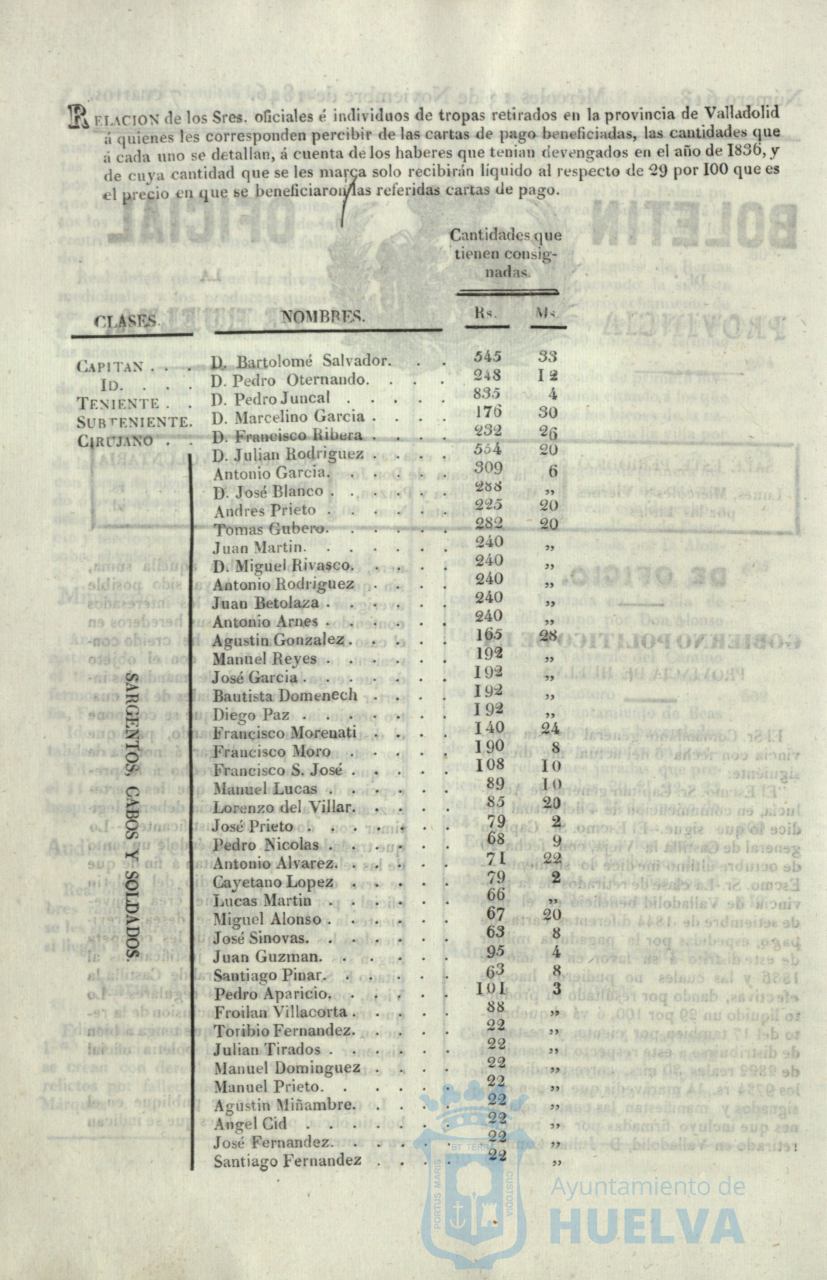 RELACION de los Sres. oficiales é individuos de tropas retirados en la provincia de Valladolid
á quienes les corresponden percibir de las cartas de pago beneficiadas, las cantidades que
á cada uno se detallan, á cuenta de los haberes que tenian devengados en el año de 1836, y
de cuya cantidad que se les marca solo recibirán líquido al respecto de 29 por 100 que es
el precio en que se beneficiaron las referidas cartas de pago.
Cantidades que
tienen consig-
nadas.
CLASES. NOMBRES. Rs. Ms.
CAPITAN . . . D. Bartolomé Salvador. . . 545 33
ID. . . . . D. Pedro Oternando. . . . 248 12
TENIENTE . . D. Pedro Juncal . . . . . 835 4
SUBTENIENTE. D. Marcelino Garcia . . . . 176 30
CIRUJANO . . D. Francisco Ribera . . . . 232 26
SARGENTOS, CABOS Y SOLDADOS.
D. Julian Rodriguez . . . . 554 20
Antonio Garcia. . . . . . 309 6
D. José Blanco . . . . . . 288 „
Andres Prieto . . . . . . 225 20
Tomas Gubero. . . . . . 282 20
Juan Martin. . . . . . . 240 „
D. Miguel Rivasco. . . . . 240 „
Antonio Rodriguez . . . . 240 „
Juan Betolaza . . . . . . 240 „
Antonio Arnes . . . . . . 240 „
Agustin Gonzalez . . . . . 165 28
Manuel Reyes . . . . . . 192 „
José Garcia . . . . . . . 192 „
Bautista Domenech . . . . 192 „
Diego Paz . . . . . . . 192 „
Francisco Morenati . . . . 140 24
Francisco Moro . . . . . 190 8
Francisco S. José . . . . . 108 10
Manuel Lucas . . . . . . 89 10
Lorenzo del Villar. . . . . 85 20
José Prieto . . . . . . . 79 2
Pedro Nicolas . . . . . . 68 9
Antonio Alvarez. . . . . . 71 22
Cayetano Lopez . . . . . 79 2
Lucas Martin . . . . . . 66 „
Miguel Alonso . . . . . . 67 20
José Sinovas. . . . . . . 63 8
Juan Guzman. . . . . . 95 4
Santiago Pinar. . . . . . 63 8
Pedro Aparicio. . . . . . 101 3
Froilan Villacorta . . . . . 88 „
Toribio Fernandez. . . . . 22 „
Julian Tirados . . . . . . 22 „
Manuel Dominguez . . . . 22 „
Manuel Prieto. . . . . . 22 „
Agustin Miñambre. . . . . 22 „
Angel Cid . . . . . . . 22 „
José Fernandez. . . . . . 22 „
Santiago Fernandez . . . . 22 „
PORTUS MARIS
ET TERRÆ
CUSTODIA
Ayuntamiento de
HUELVA